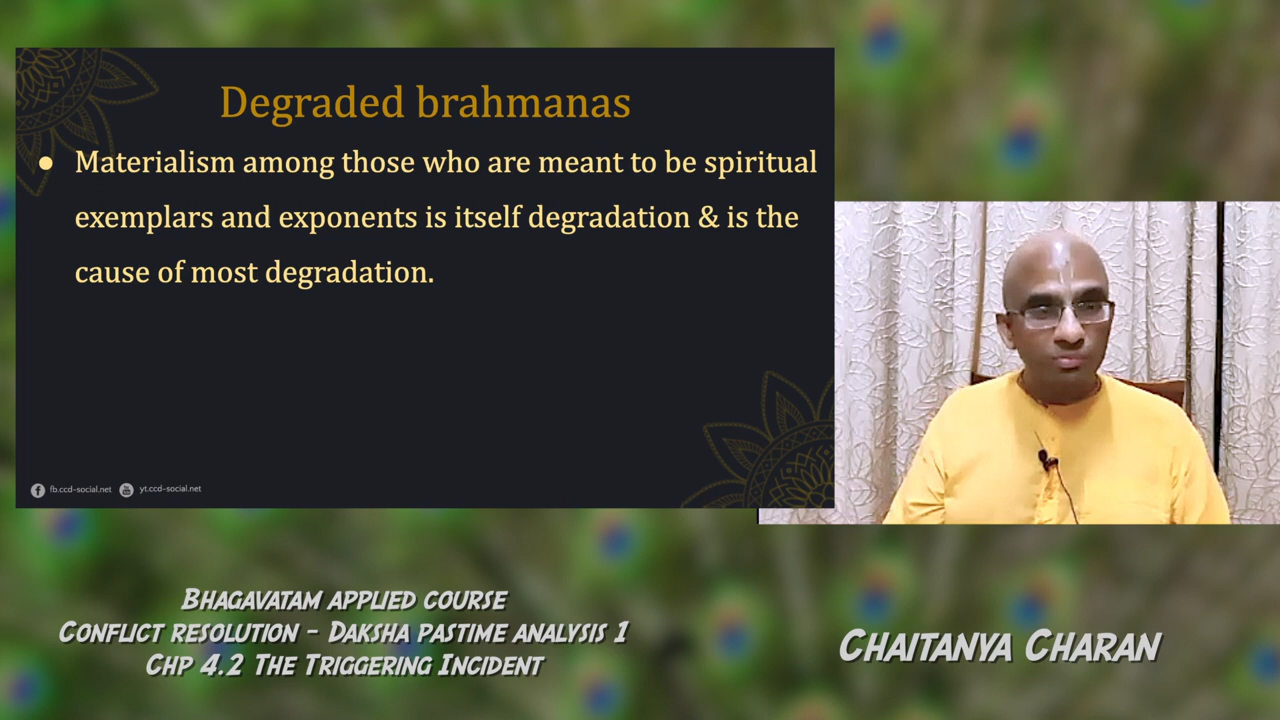 Degraded brahmanas
• Materialism among those who are meant to be spiritual
exemplars and exponents is itself degradation & is the
cause of most degradation.
fb.ccd-social.net yt.ccd-social.net
BHAGAVATAM APPLIED COURSE
CONFLICT RESOLUTION - DAKSHA PASTIME ANALYSIS 1
CHP 4.2 THE TRIGGERING INCIDENT
CHAITANYA CHARAN